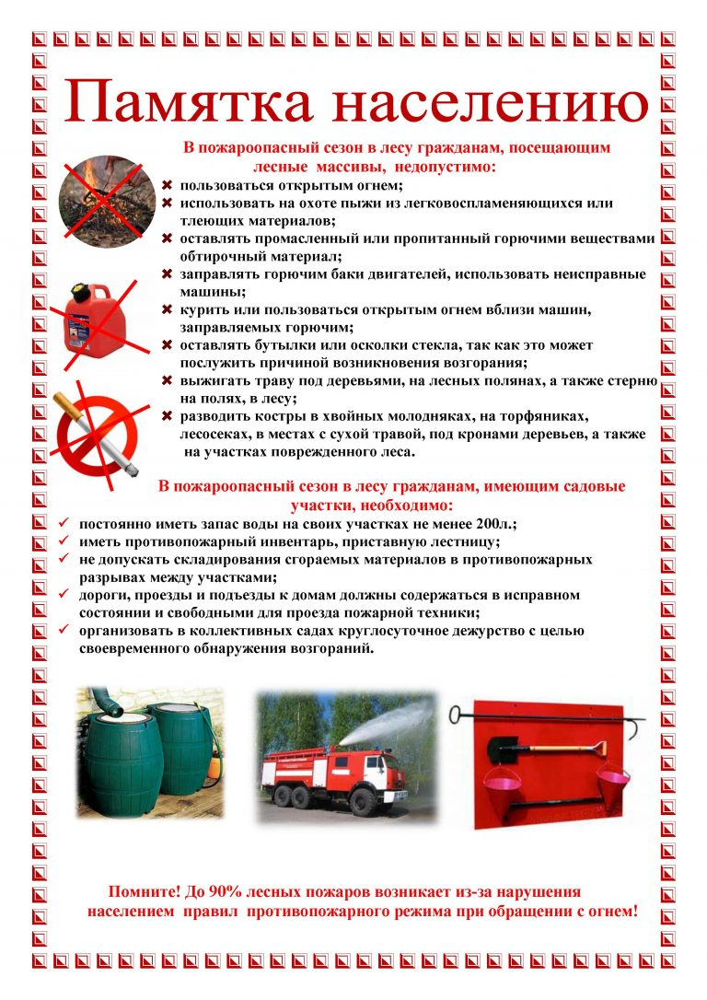 Памятка населению
В пожароопасный сезон в лесу гражданам, посещающим
лесные массивы, недопустимо:
✖ пользоваться открытым огнем;
✖ использовать на охоте пыжи из легковоспламеняющихся или
тлеющих материалов;
✖ оставлять промасленный или пропитанный горючими веществами
обтирочный материал;
✖ заправлять горючим баки двигателей, использовать неисправные
машины;
✖ курить или пользоваться открытым огнем вблизи машин,
заправляемых горючим;
✖ оставлять бутылки или осколки стекла, так как это может
послужить причиной возникновения возгорания;
✖ выжигать траву под деревьями, на лесных полянах, а также стерню
на полях, в лесу;
✖ разводить костры в хвойных молодняках, на торфяниках,
лесосеках, в местах с сухой травой, под кронами деревьев, а также
на участках поврежденного леса.
В пожароопасный сезон в лесу гражданам, имеющим садовые
участки, необходимо:
✓ постоянно иметь запас воды на своих участках не менее 200л.;
✓ иметь противопожарный инвентарь, приставную лестницу;
✓ не допускать складирования сгораемых материалов в противопожарных
разрывах между участками;
✓ дороги, проезды и подъезды к домам должны содержаться в исправном
состоянии и свободными для проезда пожарной техники;
✓ организовать в коллективных садах круглосуточное дежурство с целью
своевременного обнаружения возгораний.
Помните! До 90% лесных пожаров возникает из-за нарушения
населением правил противопожарного режима при обращении с огнем!